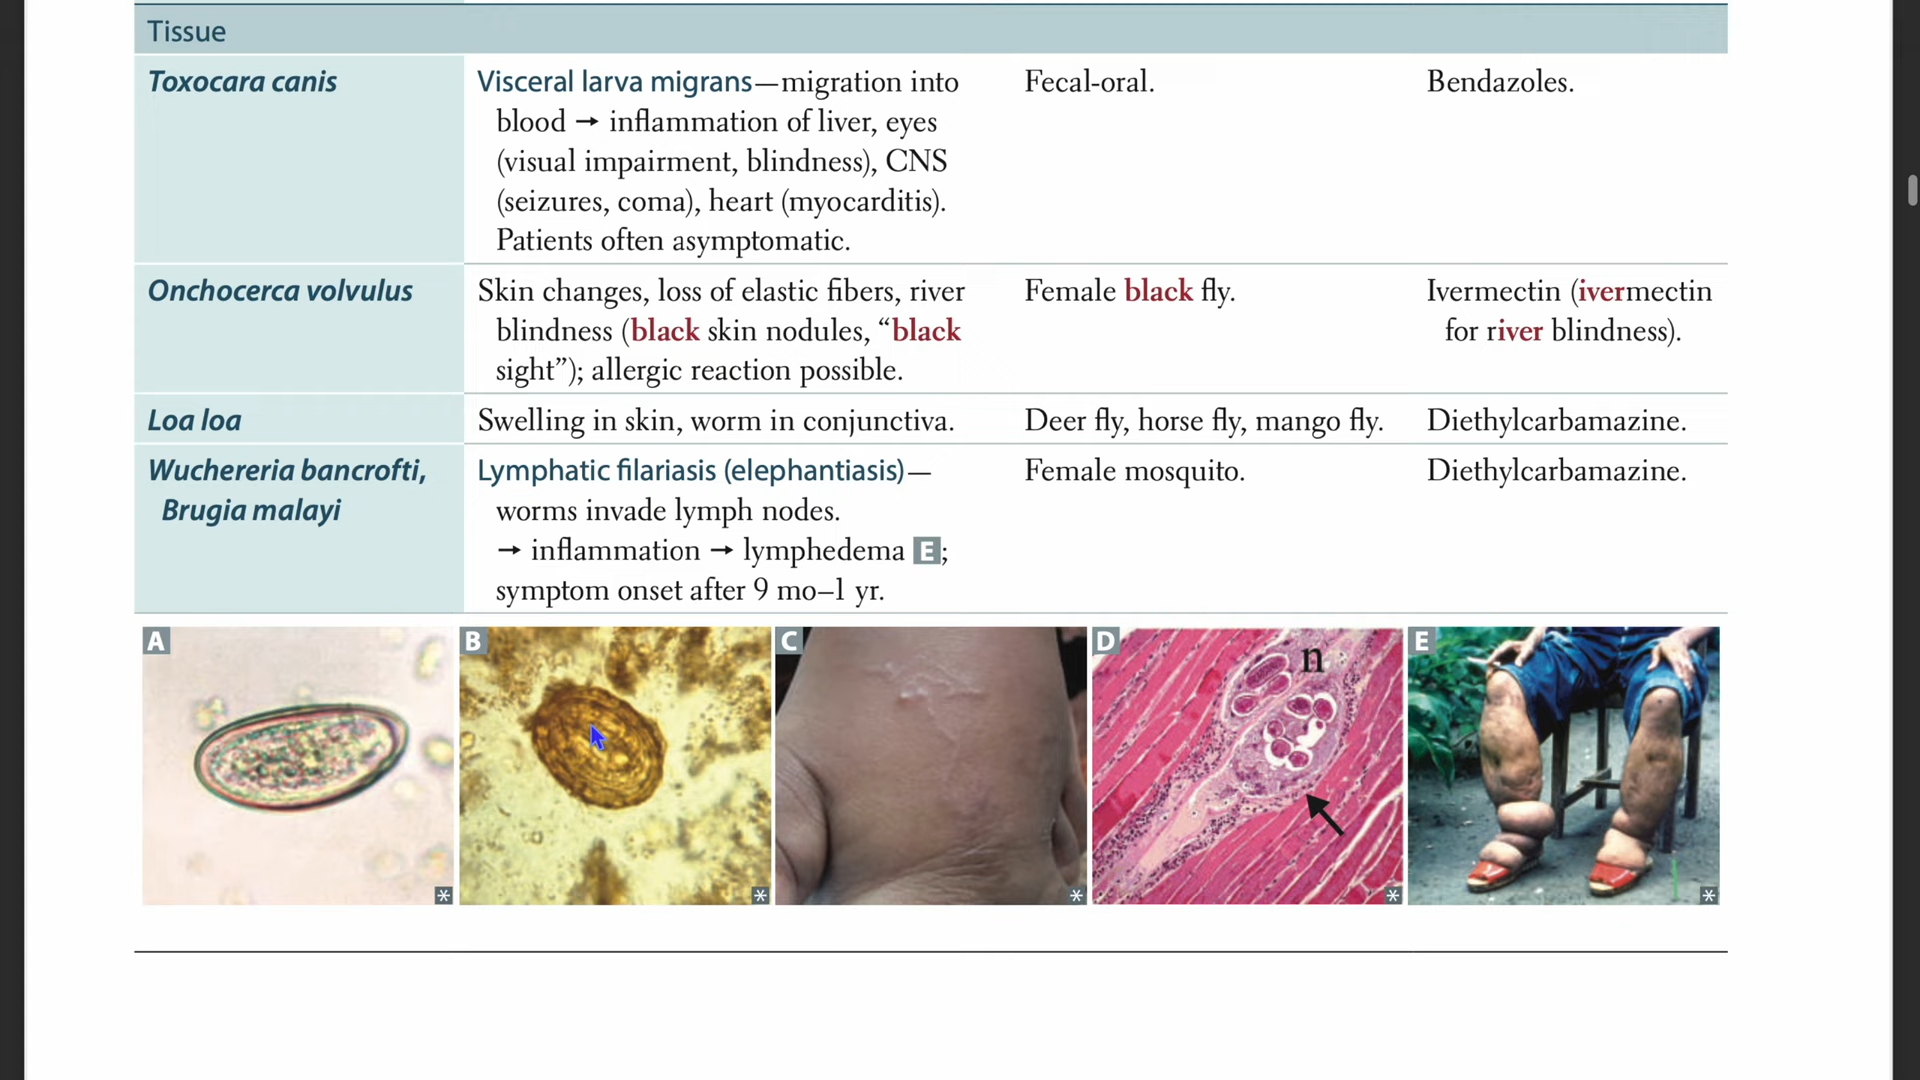 Tissue
Toxocara canis
Visceral larva migrans—migration into
blood → inflammation of liver, eyes
(visual impairment, blindness), CNS
(seizures, coma), heart (myocarditis).
Patients often asymptomatic.
Fecal-oral.
Bendazoles.
Onchocerca volvulus
Skin changes, loss of elastic fibers, river
blindness (black skin nodules, “black
sight”); allergic reaction possible.
Female black fly.
Ivermectin (ivermectin
for river blindness).
Loa loa
Swelling in skin, worm in conjunctiva.
Deer fly, horse fly, mango fly.
Diethylcarbamazine.
Wuchereria bancrofti,
Brugia malayi
Lymphatic filariasis (elephantiasis)—
worms invade lymph nodes.
→ inflammation → lymphedema E;
symptom onset after 9 mo–1 yr.
Female mosquito.
Diethylcarbamazine.
A
B
C
D
n
E
* * * * *